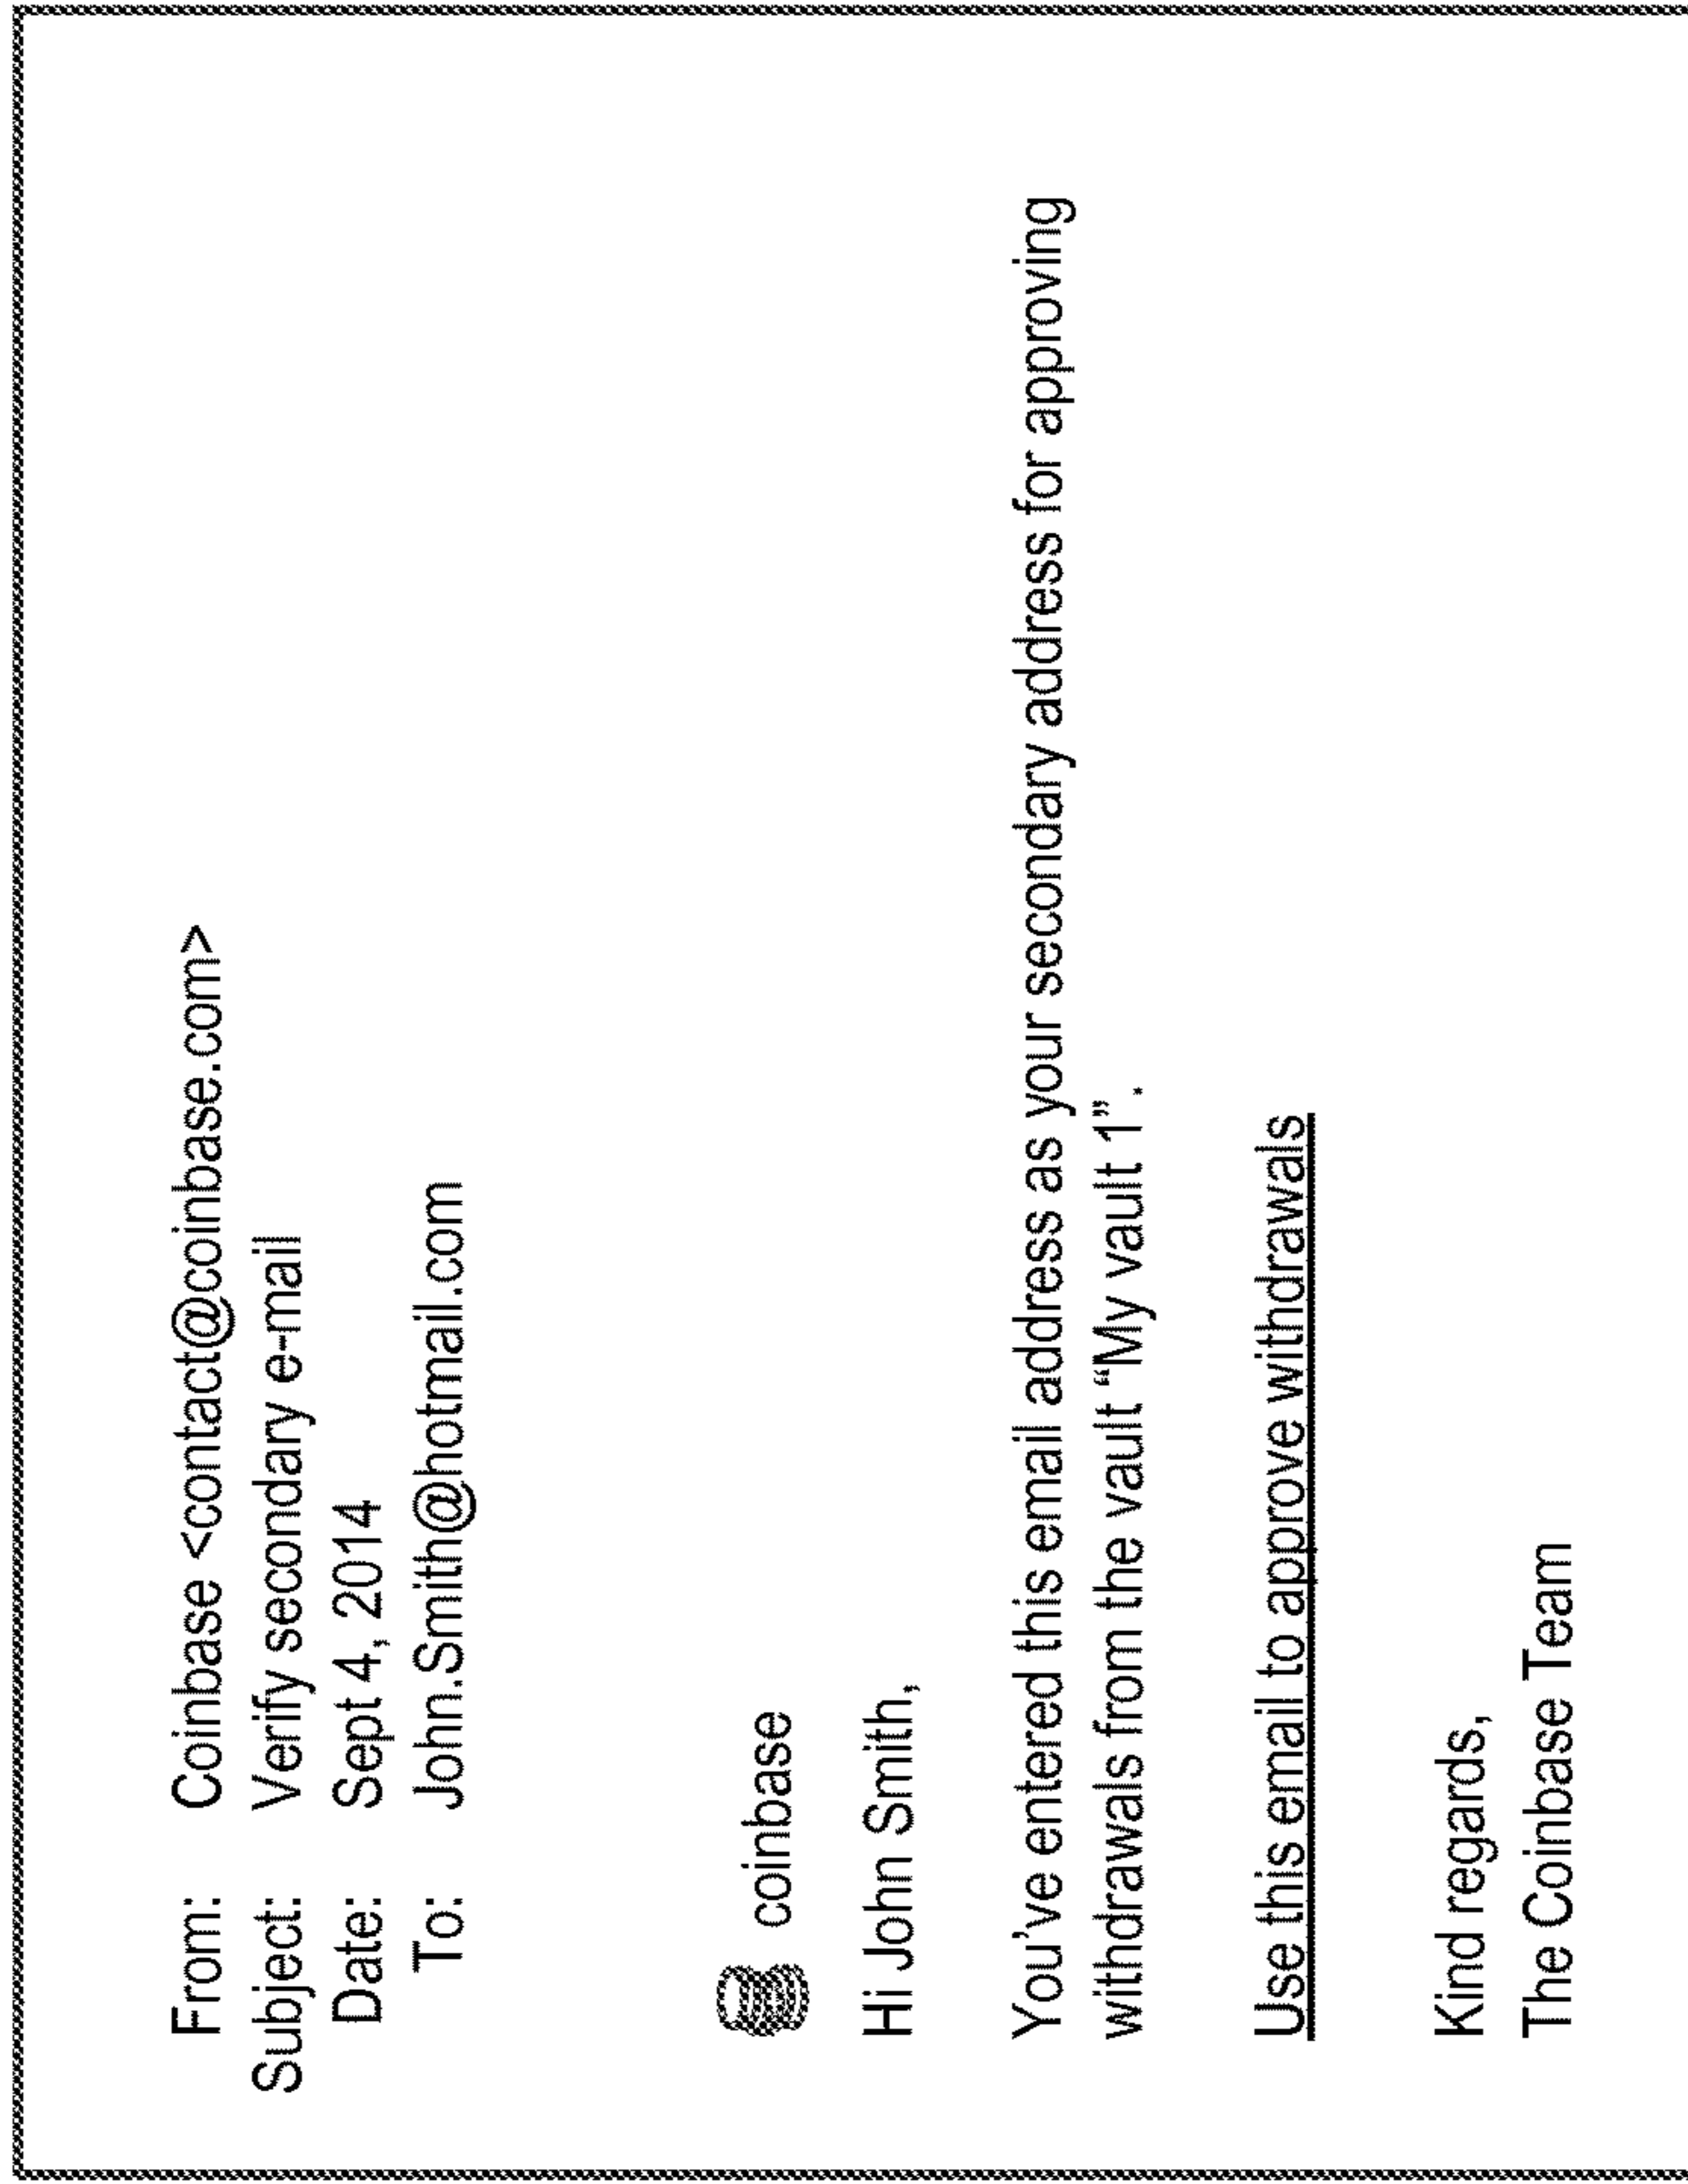 From: Coinbase <contact@coinbase.com>
Subject: Verify secondary e-mail
Date: Sept 4, 2014
To: John.Smith@hotmail.com
coinbase
Hi John Smith,
You've entered this email address as your secondary address for approving
withdrawals from the vault “My vault 1”.
Use this email to approve withdrawals
Kind regards,
The Coinbase Team